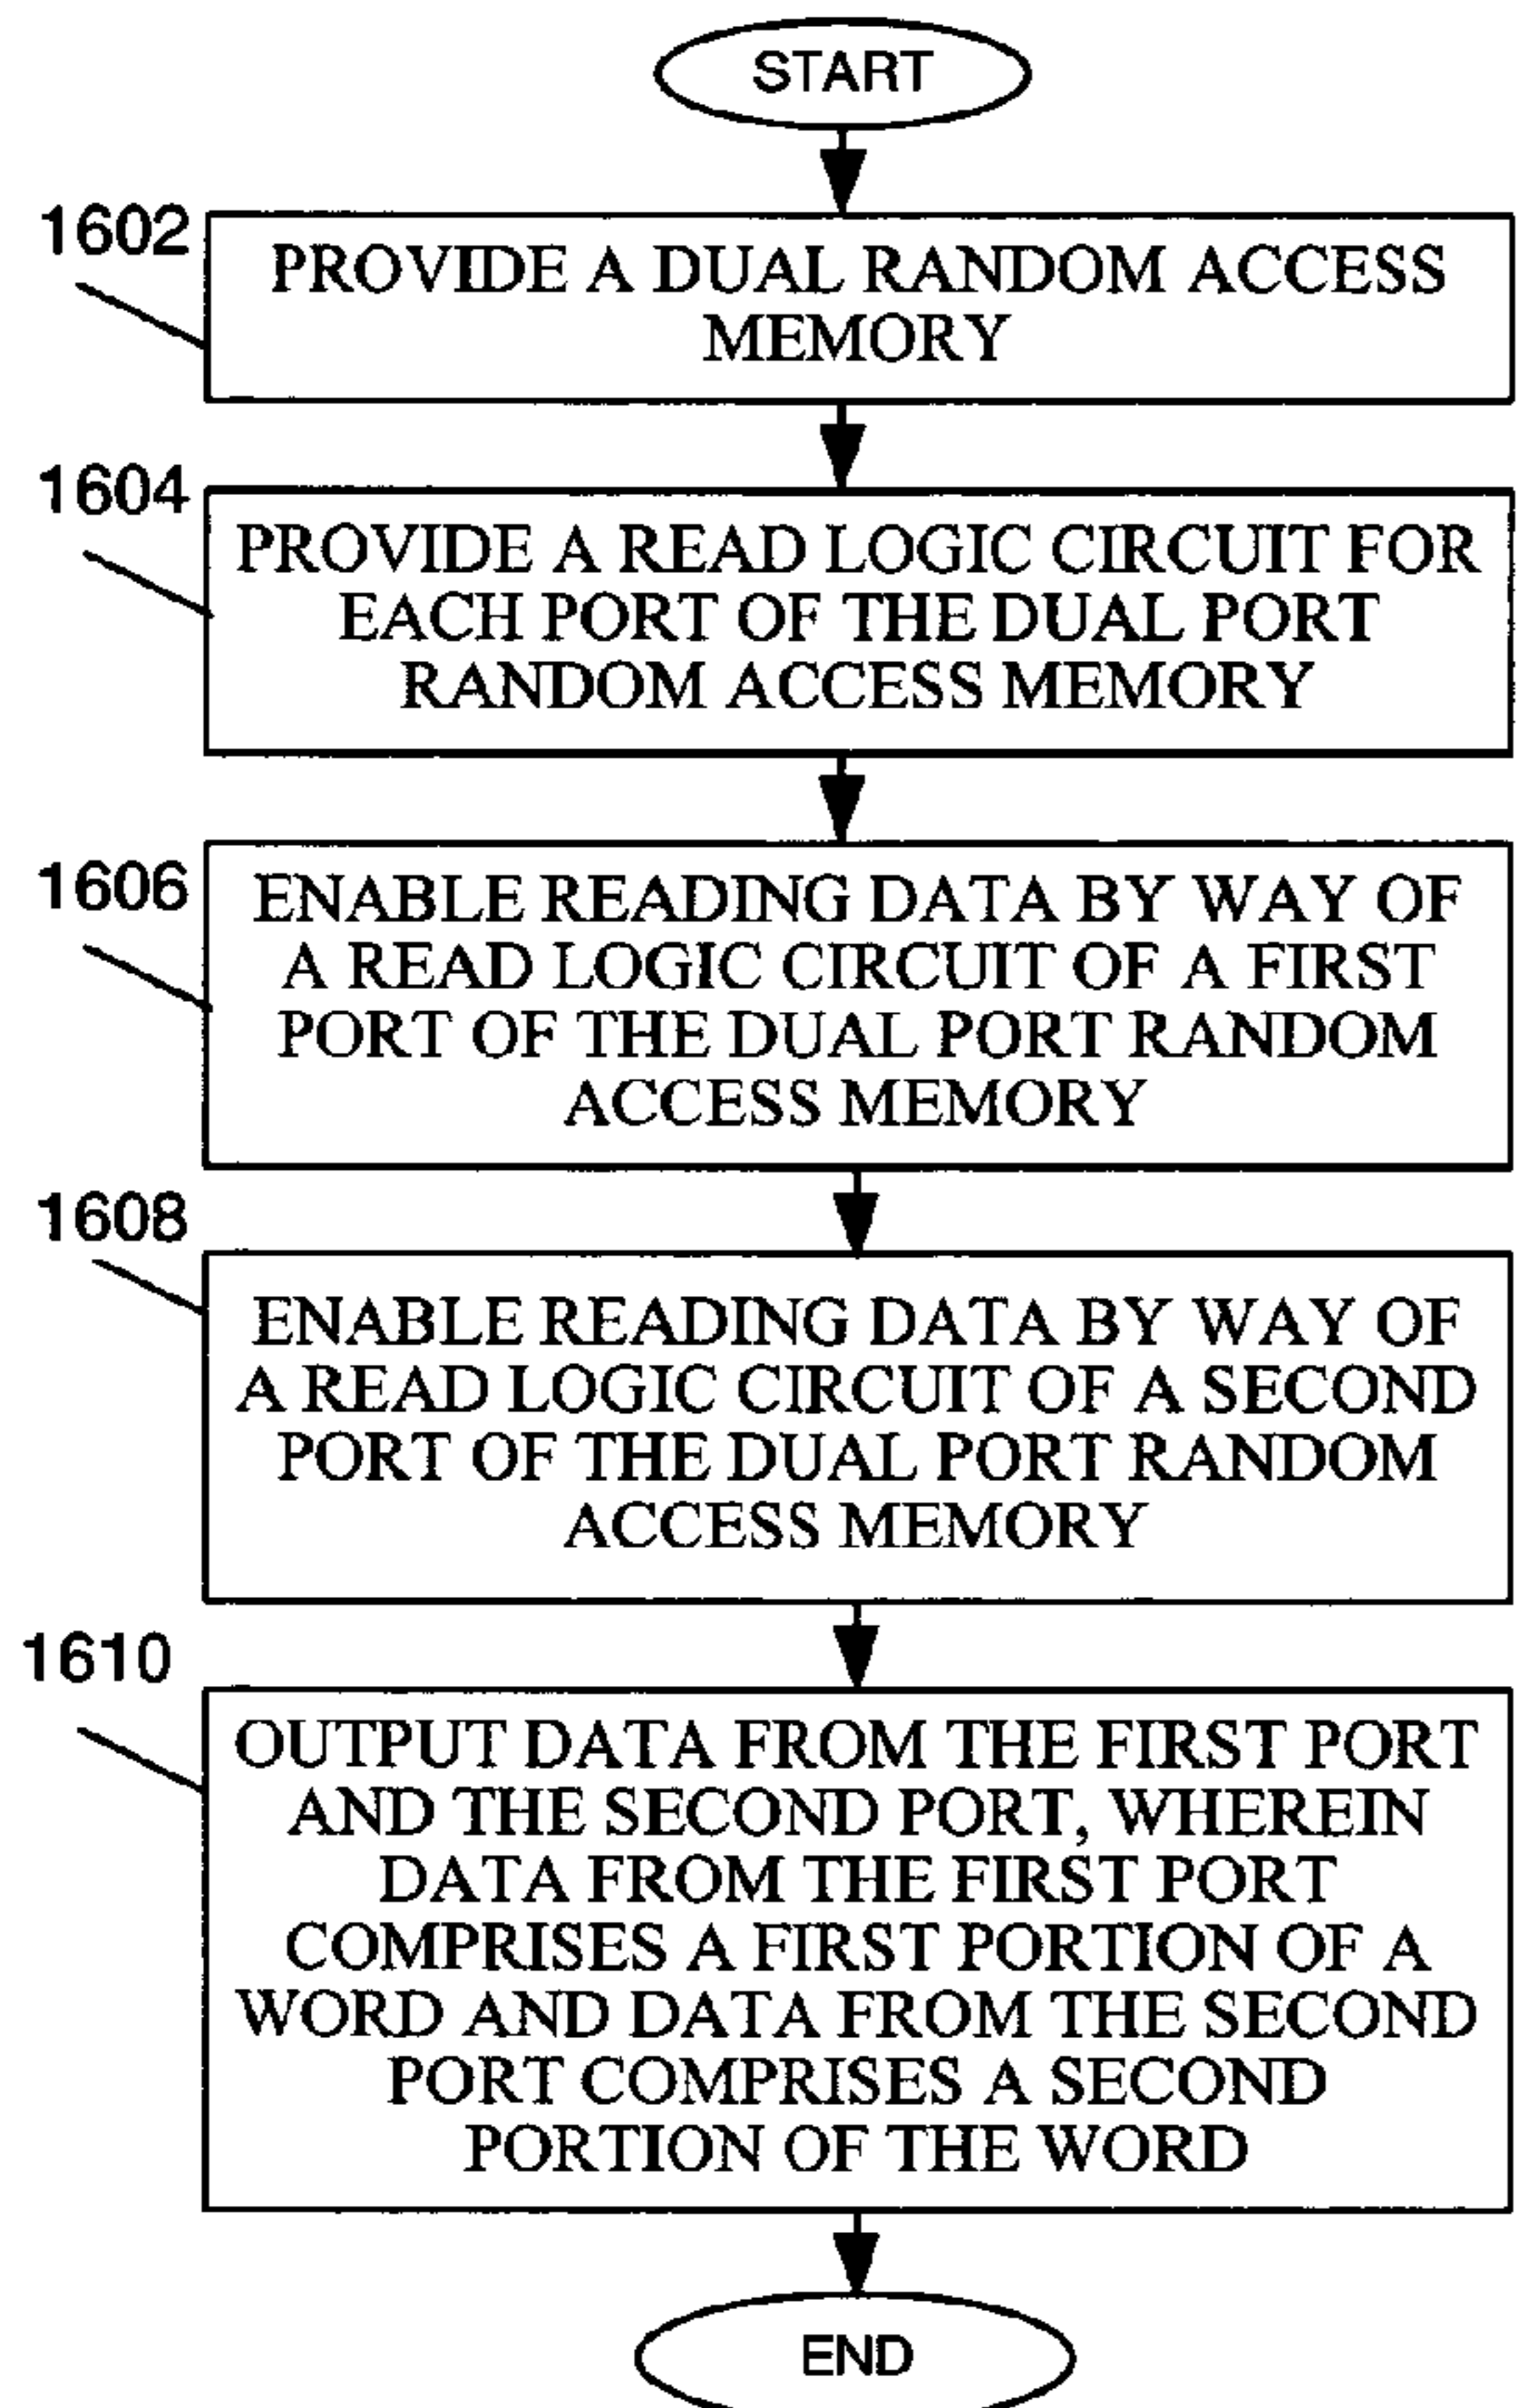 START
1602
PROVIDE A DUAL RANDOM ACCESS
MEMORY
1604
PROVIDE A READ LOGIC CIRCUIT FOR
EACH PORT OF THE DUAL PORT
RANDOM ACCESS MEMORY
1606
ENABLE READING DATA BY WAY OF
A READ LOGIC CIRCUIT OF A FIRST
PORT OF THE DUAL PORT RANDOM
ACCESS MEMORY
1608
ENABLE READING DATA BY WAY OF
A READ LOGIC CIRCUIT OF A SECOND
PORT OF THE DUAL PORT RANDOM
ACCESS MEMORY
1610
OUTPUT DATA FROM THE FIRST PORT
AND THE SECOND PORT, WHEREIN
DATA FROM THE FIRST PORT
COMPRISES A FIRST PORTION OF A
WORD AND DATA FROM THE SECOND
PORT COMPRISES A SECOND
PORTION OF THE WORD
END